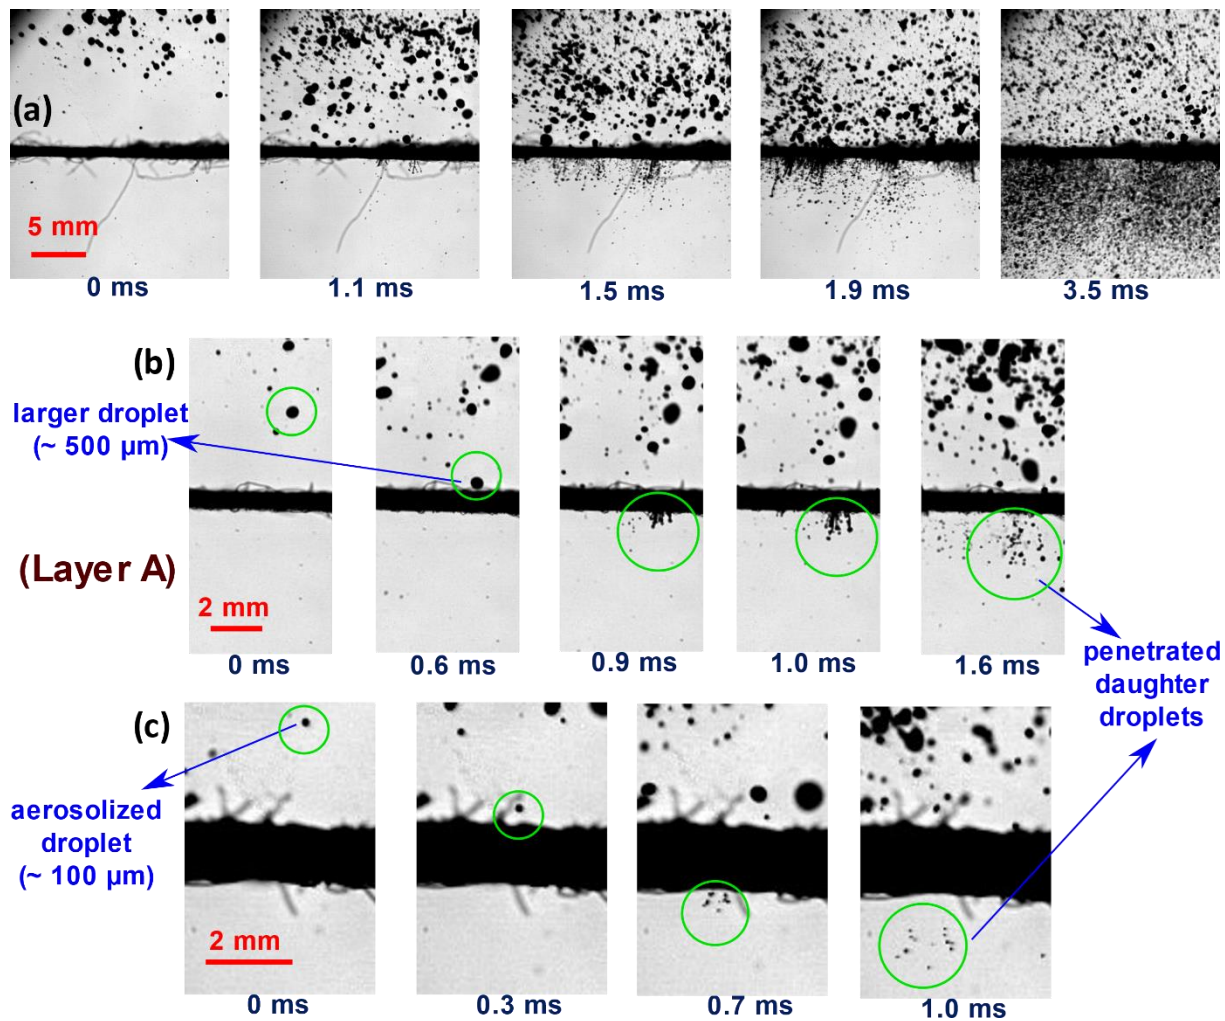 (a)
5 mm
0 ms
1.1 ms
1.5 ms
1.9 ms
3.5 ms
(b)
larger droplet
(~ 500 µm)
(Layer A)
2 mm
0 ms
0.6 ms
0.9 ms
1.0 ms
1.6 ms
penetrated
daughter
droplets
(c)
aerosolized
droplet
(~ 100 µm)
2 mm
0 ms
0.3 ms
0.7 ms
1.0 ms